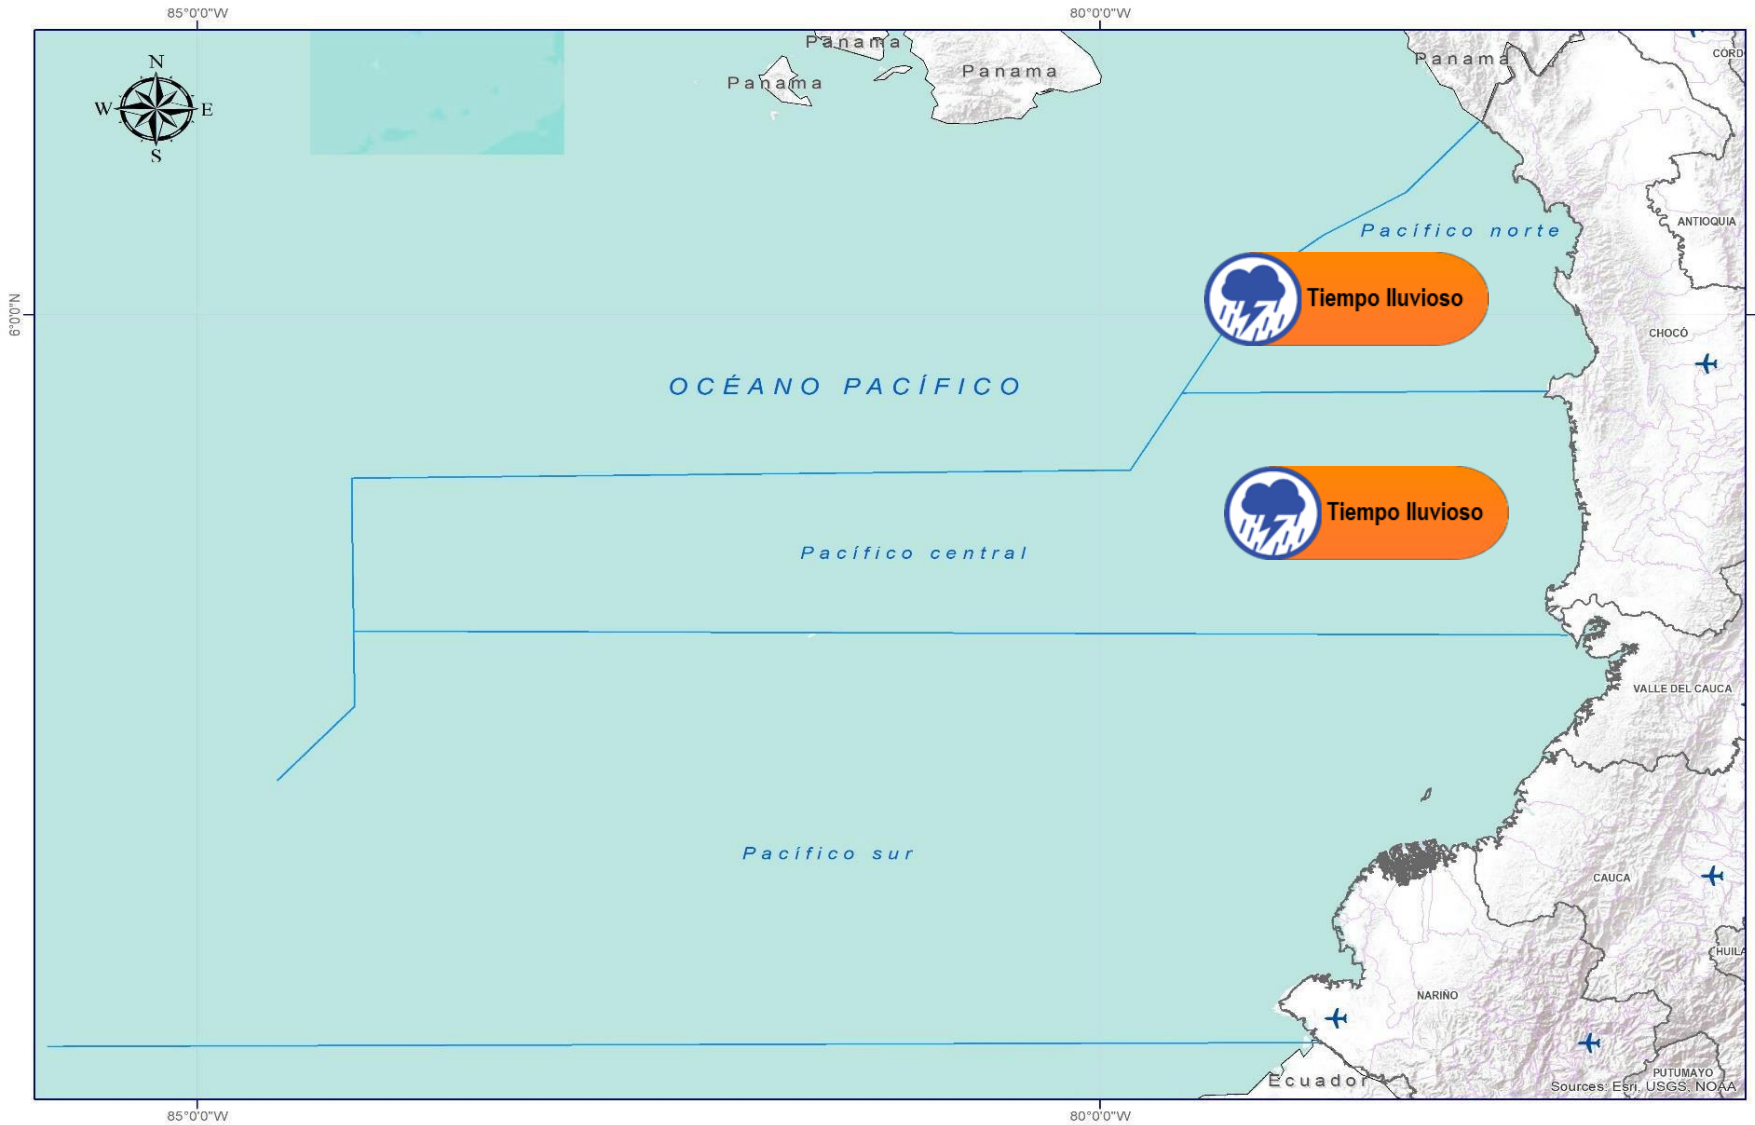 85°0'0"W
80°0'0"W
Panama
Panama
Panama
Panama
N
W
E
S
ANTIOQUIA
Pacífico norte
Tiempo lluvioso
6°0'0"N
CHOCÓ
OCÉANO PACÍFICO
Tiempo lluvioso
Pacífico central
VALLE DEL CAUCA
Pacífico sur
CAUCA
HUILA
NARIÑO
PUTUMAYO
Ecuador
Sources: Esri, USGS, NOAA
85°0'0"W
80°0'0"W